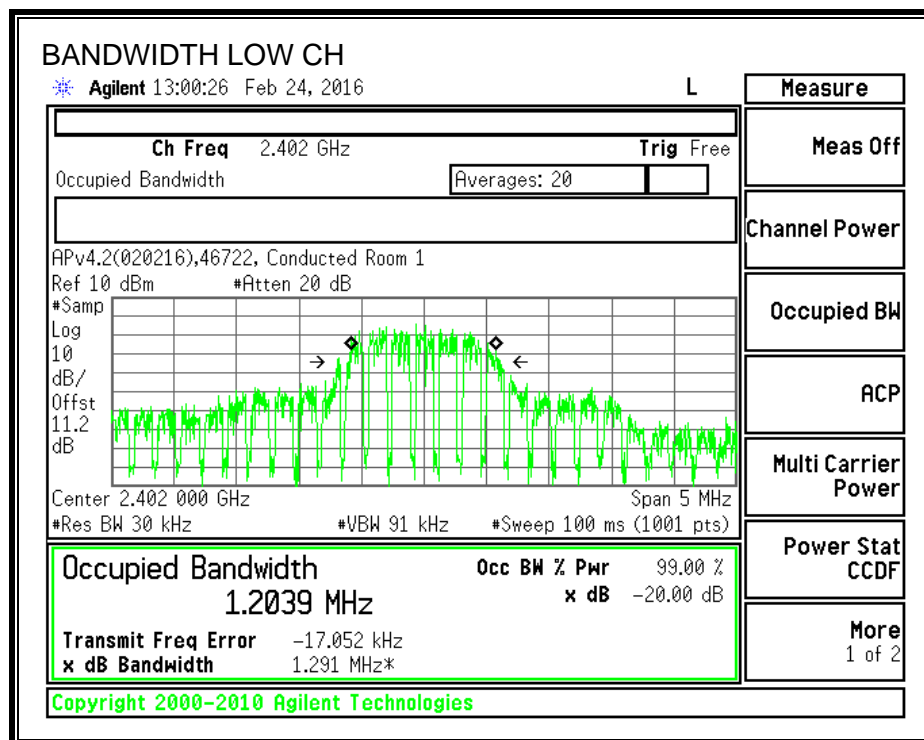 BANDWIDTH LOW CH
Agilent 13:00:26 Feb 24, 2016 L
Measure
Ch Freq 2.402 GHz Trig Free
Meas Off
Occupied Bandwidth Averages: 20
Channel Power
APv4.2(020216),46722, Conducted Room 1
Ref 10 dBm #Atten 20 dB
#Samp
Log
10
dB/
Offst
11.2
dB
Occupied BW
ACP
Multi Carrier
Power
Center 2.402 000 GHz Span 5 MHz
#Res BW 30 kHz #VBW 91 kHz #Sweep 100 ms (1001 pts)
Power Stat
CCDF
Occupied Bandwidth Occ BW % Pwr 99.00 %
1.2039 MHz x dB -20.00 dB
Transmit Freq Error -17.052 kHz
x dB Bandwidth 1.291 MHz*
More
1 of 2
Copyright 2000-2010 Agilent Technologies